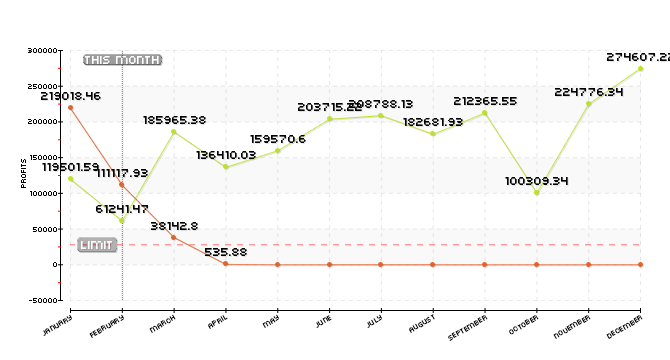 300000
THIS MONTH
274607.22
250000
219018.46
224776.34
208788.13
212365.55
200000
185965.38
182681.93
159570.6
150000
136410.03
119501.59
111117.93
100309.34
100000
PROFITS
61241.47
50000
38142.8
LIMIT
535.88
0
-50000
JANUARY
FEBRUARY
MARCH
APRIL
MAY
JUNE
JULY
AUGUST
SEPTEMBER
OCTOBER
NOVEMBER
DECEMBER